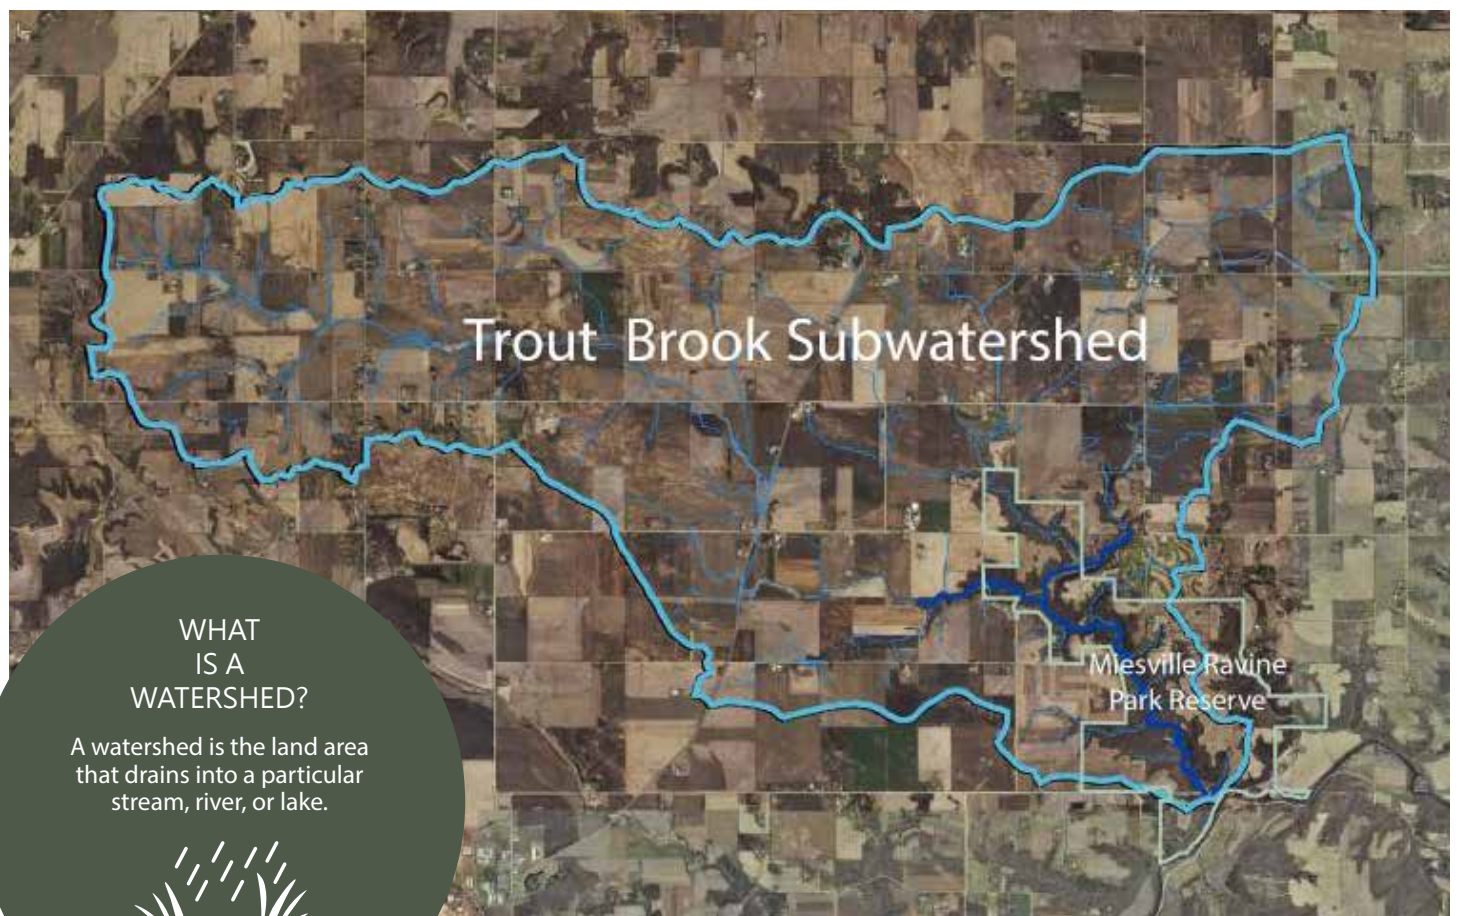 Trout Brook Subwatershed
Miesville Ravine
Park Reserve
WHAT
IS A
WATERSHED?
A watershed is the land area
that drains into a particular
stream, river, or lake.